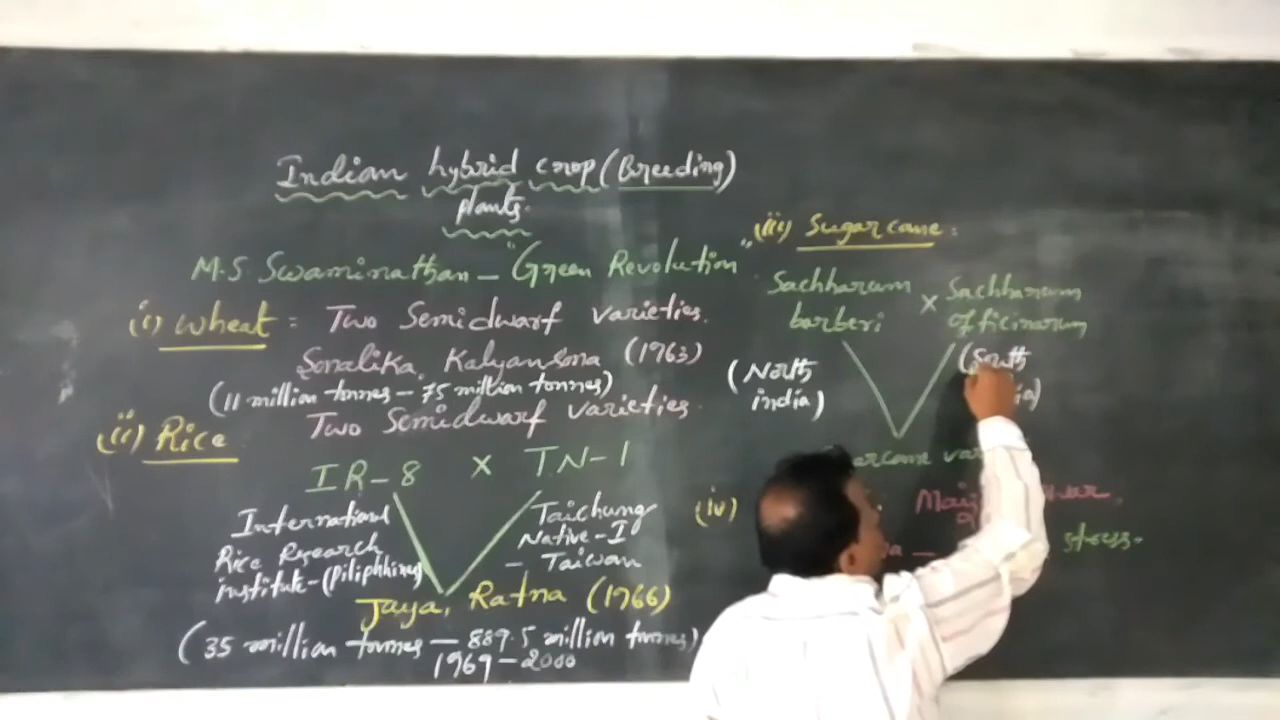 Indian hybrid crop (Breeding)
plants.
M.S. Swaminathan - "Green Revolution"
(i) Wheat = Two Semidwarf varieties.
Sonalika, Kalyansona (1963)
(11 million tonnes - 75 million tonnes)
(ii) Rice Two Semidwarf varieties.
IR-8 x TN-1
International
Rice Research
institute-(piliphhines)
Taichung
Native-I
- Taiwan
Jaya, Ratna (1966)
(35 million tonnes - 889.5 million tonnes)
1969-2000
(iii) Sugarcane:
Sachharum
barberi
x
Sachharum
officinarum
(North
india)
(South
(iv)
stress.